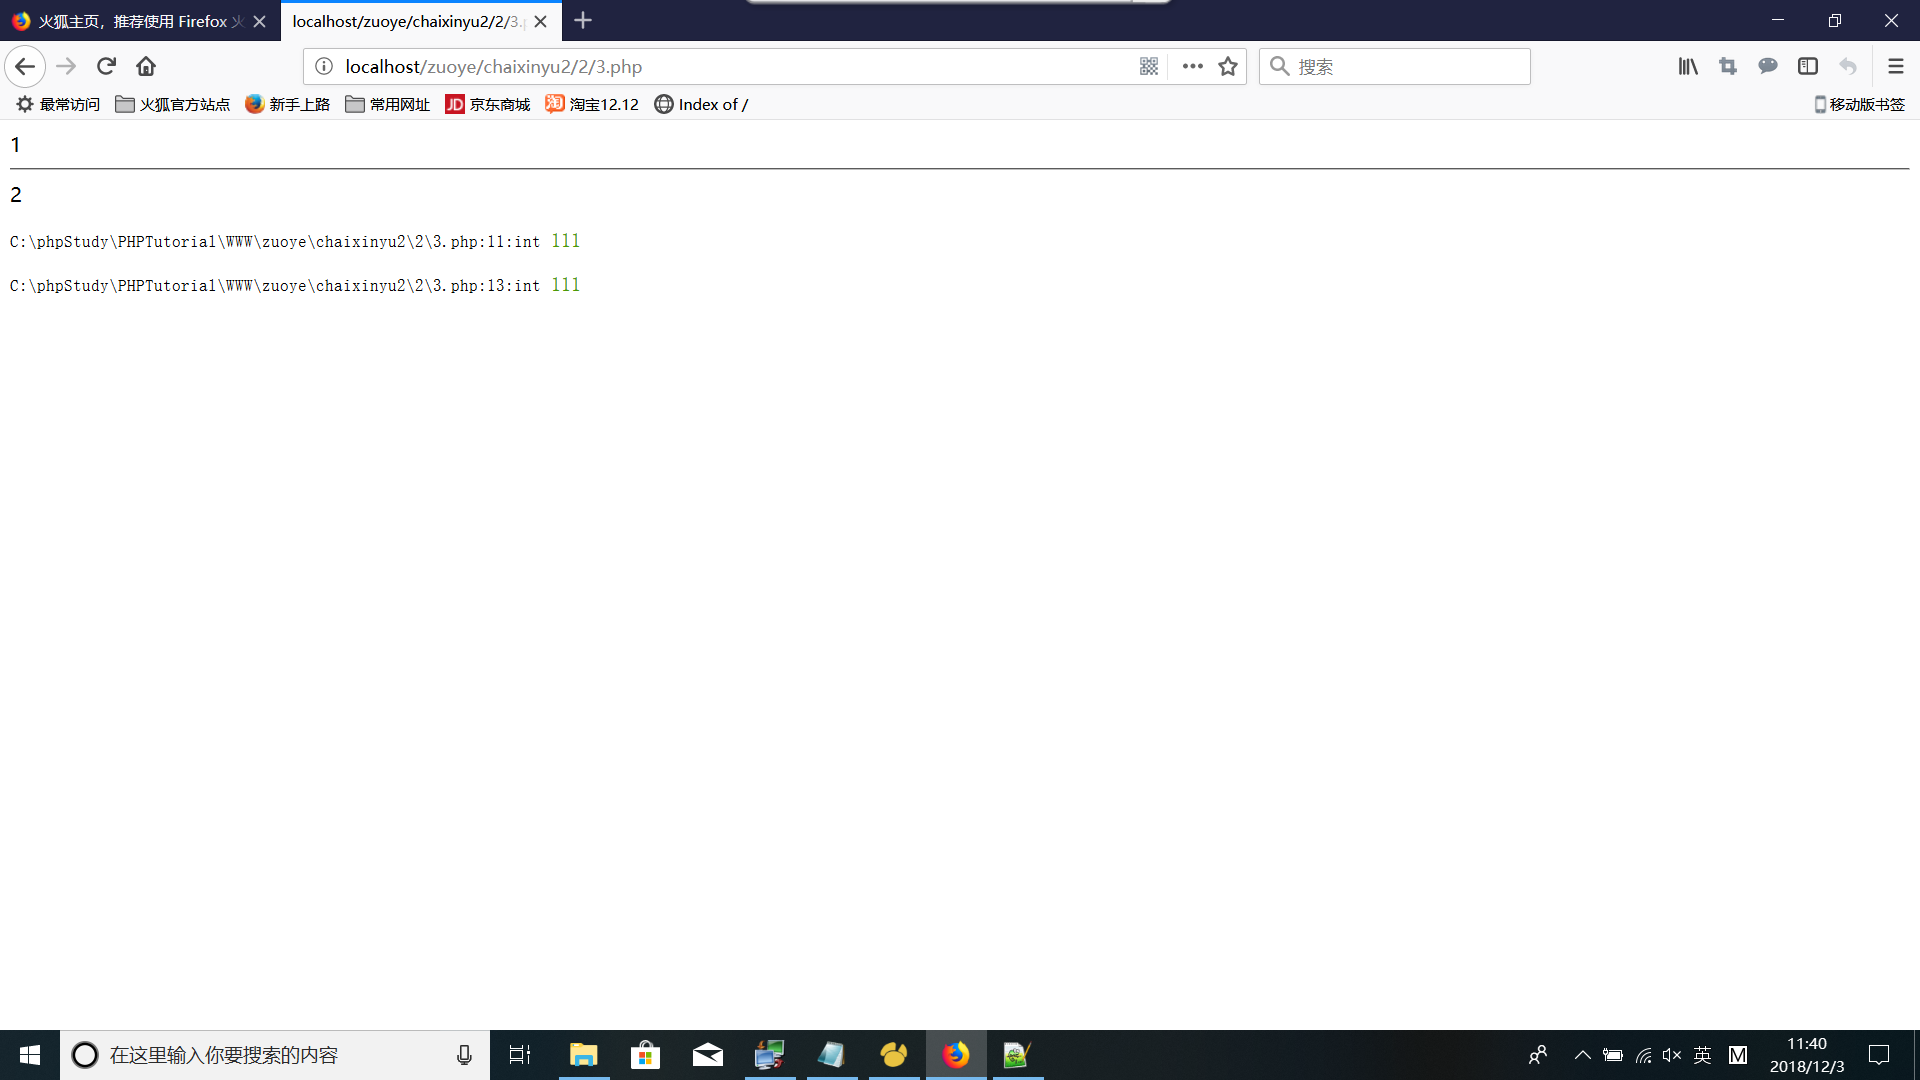 火狐主页，推荐使用 Firefox
localhost/zuoye/chaixinyu2/2/3.
localhost/zuoye/chaixinyu2/2/3.php
搜索
最常访问 火狐官方站点 新手上路 常用网址 JD 京东商城 淘 淘宝12.12 Index of / 移动版书签
1
2
C:\phpStudy\PHPTutorial\WWW\zuoye\chaixinyu2\2\3.php:11:int 111
C:\phpStudy\PHPTutorial\WWW\zuoye\chaixinyu2\2\3.php:13:int 111
在这里输入你要搜索的内容
英 M
11:40
2018/12/3